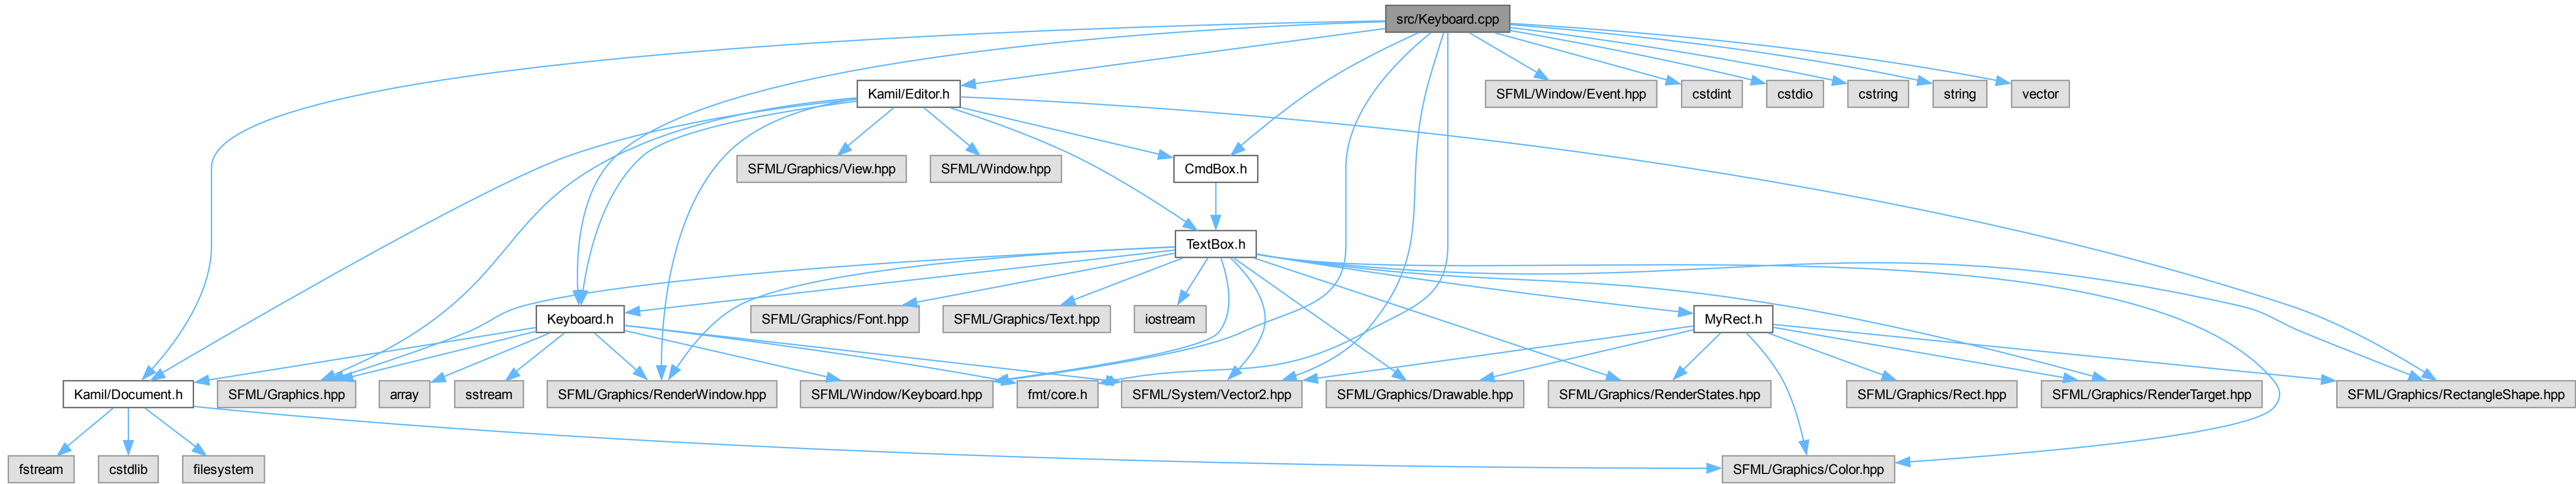 src/Keyboard.cpp
Kamil/Editor.h
SFML/Window/Event.hpp
cstdint
cstdio
cstring
string
vector
SFML/Graphics/View.hpp
SFML/Window.hpp
CmdBox.h
TextBox.h
Keyboard.h
SFML/Graphics/Font.hpp
SFML/Graphics/Text.hpp
iostream
MyRect.h
Kamil/Document.h
SFML/Graphics.hpp
array
sstream
SFML/Graphics/RenderWindow.hpp
SFML/Window/Keyboard.hpp
fmt/core.h
SFML/System/Vector2.hpp
SFML/Graphics/Drawable.hpp
SFML/Graphics/RenderStates.hpp
SFML/Graphics/Rect.hpp
SFML/Graphics/RenderTarget.hpp
SFML/Graphics/RectangleShape.hpp
fstream
cstdlib
filesystem
SFML/Graphics/Color.hpp